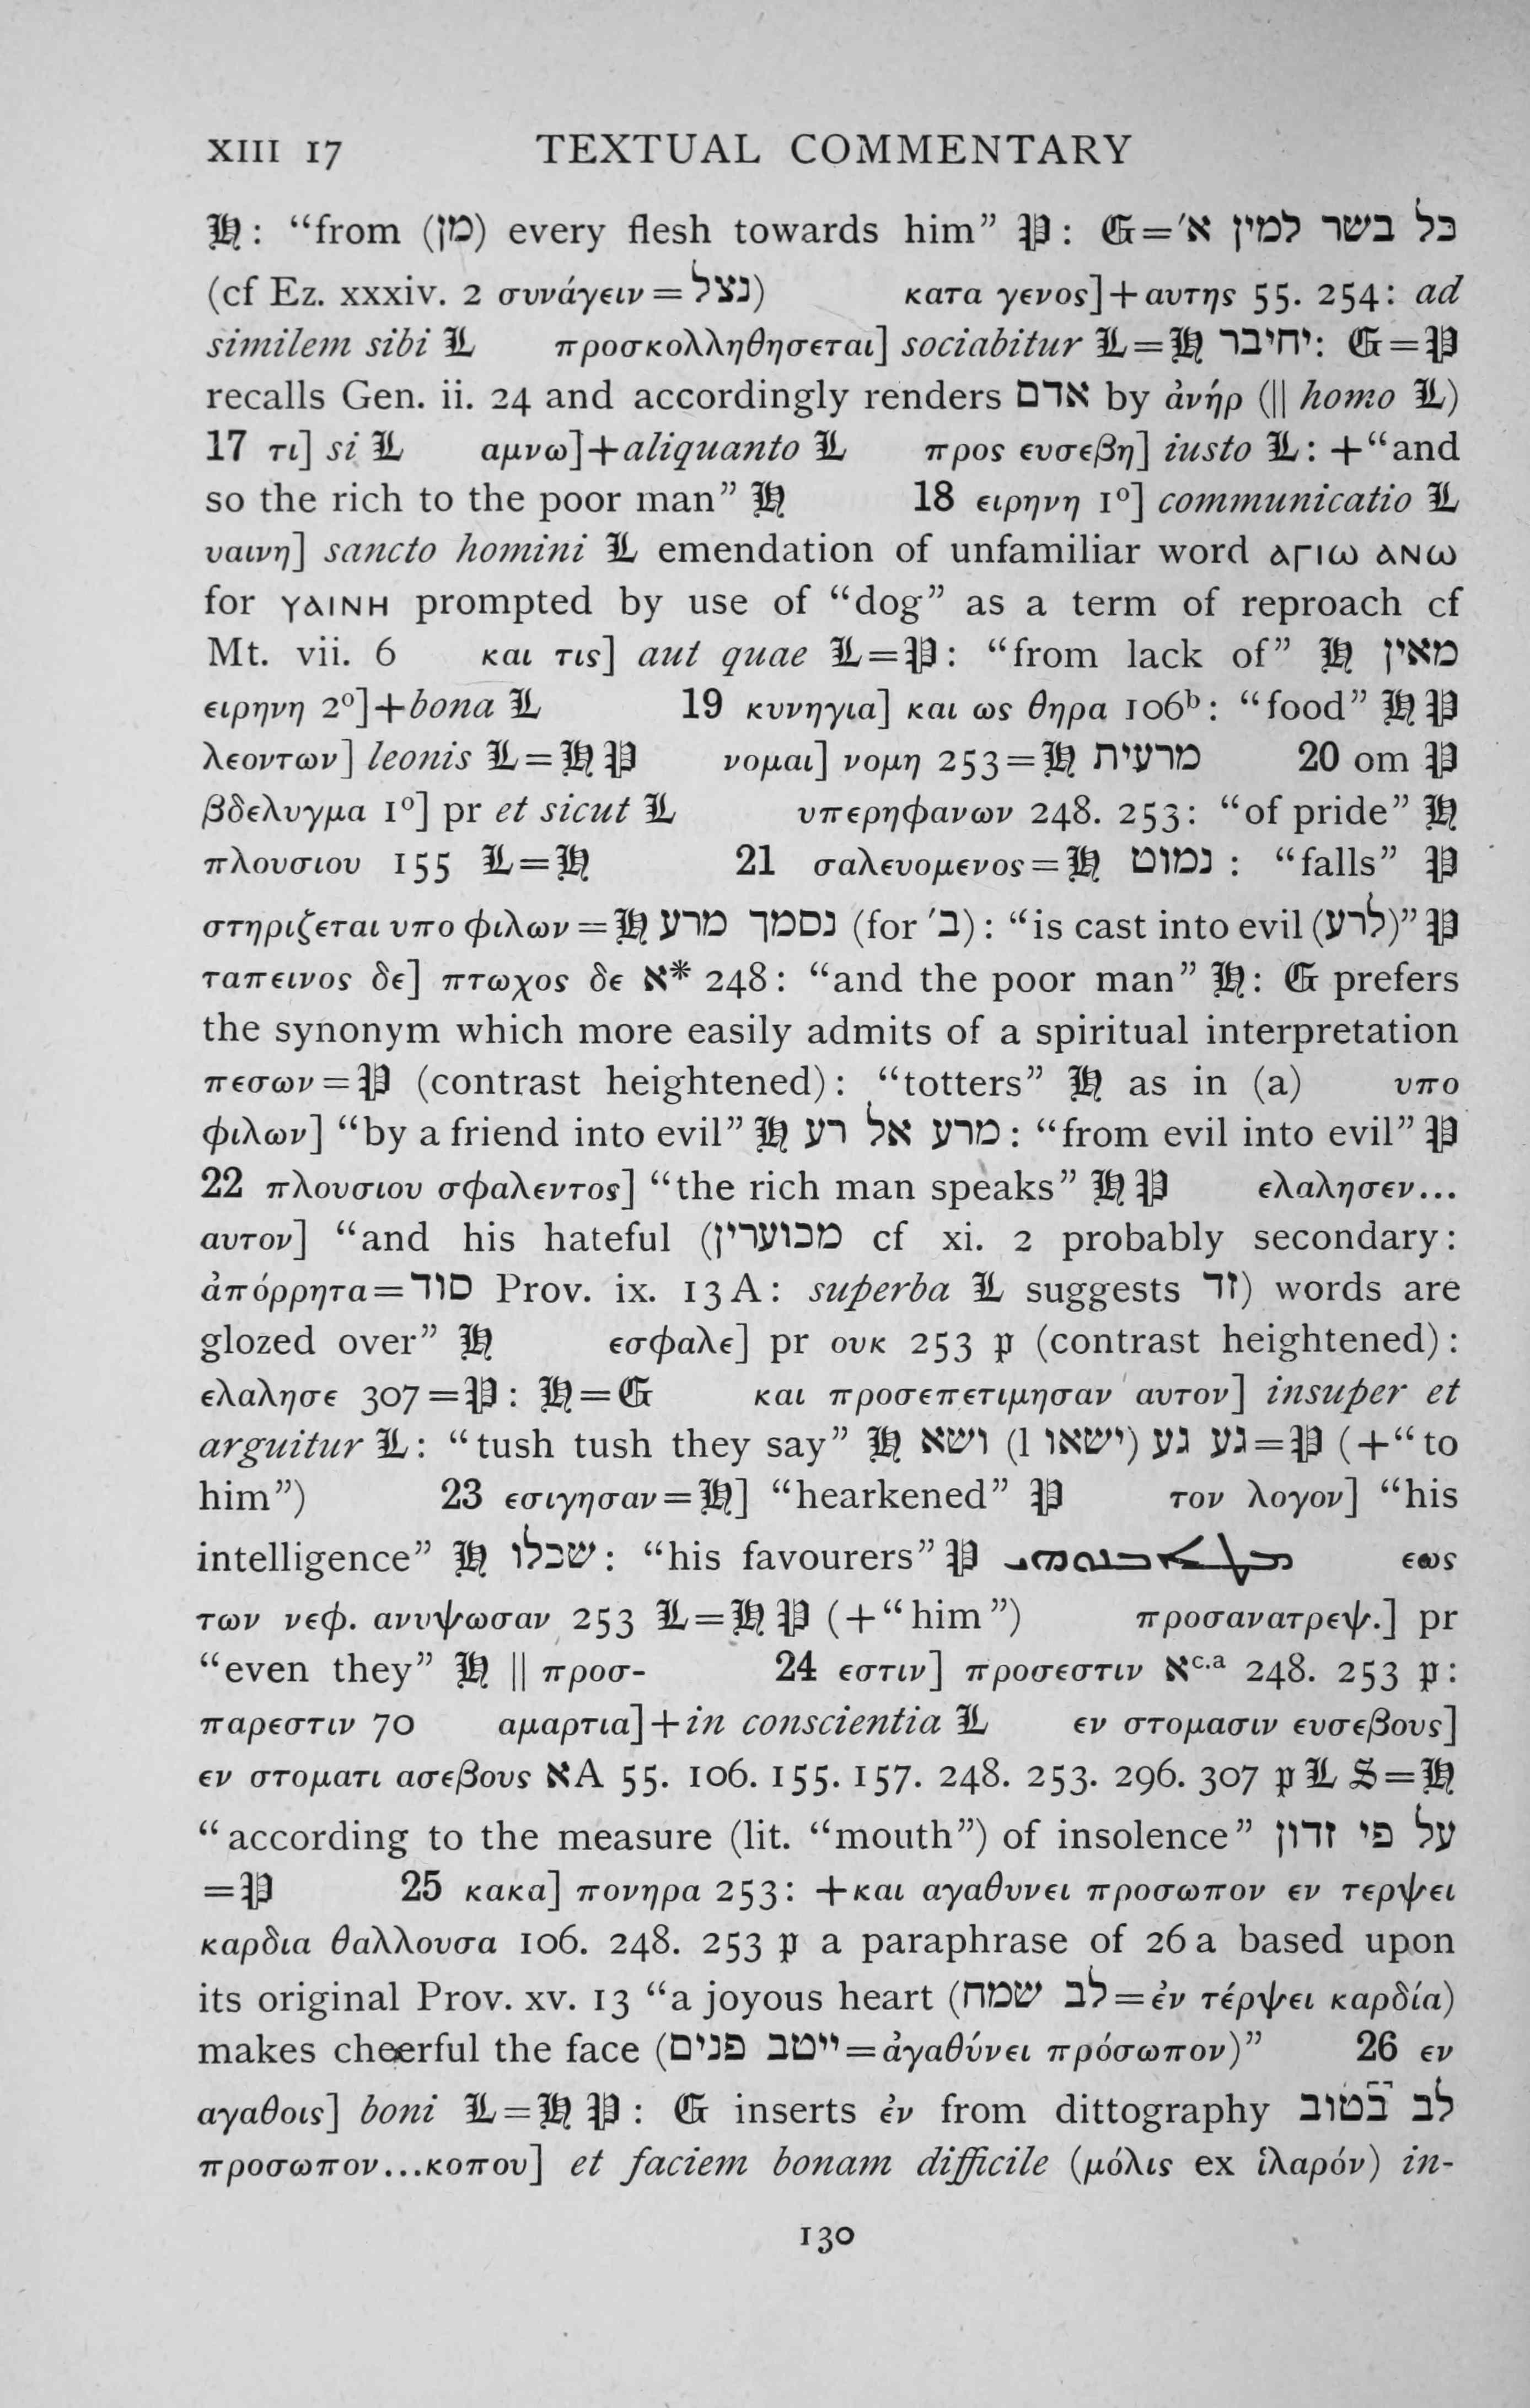 XIII 17 TEXTUAL COMMENTARY
ℌ: “from (מן) every flesh towards him” 𝔓: 𝔊=כל בשר למין א׳
(cf Ez. xxxiv. 2 συνάγειν=נצל) κατα γενος]+αυτης 55. 254: ad
similem sibi 𝕷 προσκολληθησεται] sociabitur 𝕷=ℌ יחיבר: 𝔊=𝔓
recalls Gen. ii. 24 and accordingly renders אדם by ἀνήρ (|| homo 𝕷)
17 τι] si 𝕷 αμνω]+aliquanto 𝕷 προς ευσεβη] iusto 𝕷: +“and
so the rich to the poor man” ℌ 18 ειρηνη 1⁰] communicatio 𝕷
υαινη] sancto homini 𝕷 emendation of unfamiliar word ΑΓΙΩ ΑΝΩ
for ΥΑΙΝΗ prompted by use of “dog” as a term of reproach cf
Mt. vii. 6 και τις] aut quae 𝕷=𝔓: “from lack of” ℌ מאין
ειρηνη 2⁰]+bona 𝕷 19 κυνηγια] και ως θηρα 106ᵇ: “food” ℌ 𝔓
λεοντων] leonis 𝕷=ℌ 𝔓 νομαι] νομη 253=ℌ מרעית 20 om 𝔓
βδελυγμα 1⁰] pr et sicut 𝕷 υπερηφανων 248. 253: “of pride” ℌ
πλουσιου 155 𝕷=ℌ 21 σαλευομενος=ℌ נמוט : “falls” 𝔓
στηριζεται υπο φιλων=ℌ נסמך מרע (for ב׳): “is cast into evil (לרע)” 𝔓
ταπεινος δε] πτωχος δε א* 248: “and the poor man” ℌ: 𝔊 prefers
the synonym which more easily admits of a spiritual interpretation
πεσων=𝔓 (contrast heightened): “totters” ℌ as in (a) υπο
φιλων] “by a friend into evil” ℌ מרע אל רע : “from evil into evil” 𝔓
22 πλουσιου σφαλεντος] “the rich man speaks” ℌ 𝔓 ελαλησεν...
αυτον] “and his hateful (מכוערין cf xi. 2 probably secondary:
ἀπόρρητα=סוד Prov. ix. 13 A: superba 𝕷 suggests זד) words are
glozed over” ℌ εσφαλε] pr ουκ 253 𝔭 (contrast heightened):
ελαλησε 307=𝔓: ℌ=𝔊 και προσεπετιμησαν αυτον] insuper et
arguitur 𝕷: “tush tush they say” ℌ גע גע (ישאו l) ושא=𝔓 (+“to
him”) 23 εσιγησαν=ℌ] “hearkened” 𝔓 τον λογον] “his
intelligence” ℌ שכלו: “his favourers” 𝔓 εως
των νεφ. ανυψωσαν 253 𝕷=ℌ 𝔓 (+“him”) προσανατρεψ.] pr
“even they” ℌ || προσ- 24 εστιν] προσεστιν אᶜ·ᵃ 248. 253 𝔭:
παρεστιν 70 αμαρτια]+in conscientia 𝕷 εν στομασιν ευσεβους]
εν στοματι ασεβους אA 55. 106. 155. 157. 248. 253. 296. 307 𝔭 𝕷 𝕾=ℌ
“according to the measure (lit. “mouth”) of insolence” על פי זדון
=𝔓 25 κακα] πονηρα 253: +και αγαθυνει προσωπον εν τερψει
καρδια θαλλουσα 106. 248. 253 𝔭 a paraphrase of 26 a based upon
its original Prov. xv. 13 “a joyous heart (לב שמח=ἐν τέρψει καρδία)
makes cheerful the face (ייטב פנים=ἀγαθύνει πρόσωπον)” 26 εν
αγαθοις] boni 𝕷=ℌ 𝔓: 𝔊 inserts ἐν from dittography לב בטוב
προσωπον...κοπου] et faciem bonam difficile (μόλις ex ἱλαρόν) in-
130